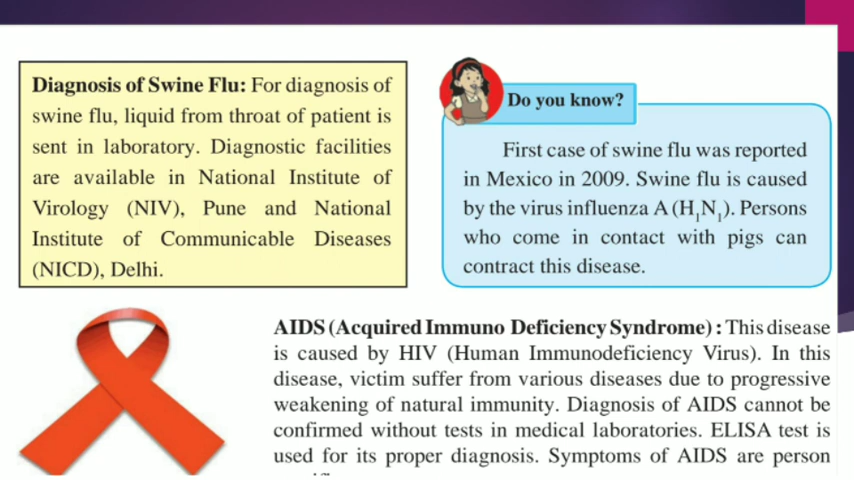 Diagnosis of Swine Flu: For diagnosis of
swine flu, liquid from throat of patient is
sent in laboratory. Diagnostic facilities
are available in National Institute of
Virology (NIV), Pune and National
Institute of Communicable Diseases
(NICD), Delhi.
Do you know?
First case of swine flu was reported
in Mexico in 2009. Swine flu is caused
by the virus influenza A (H₁N₁). Persons
who come in contact with pigs can
contract this disease.
AIDS (Acquired Immuno Deficiency Syndrome) : This disease
is caused by HIV (Human Immunodeficiency Virus). In this
disease, victim suffer from various diseases due to progressive
weakening of natural immunity. Diagnosis of AIDS cannot be
confirmed without tests in medical laboratories. ELISA test is
used for its proper diagnosis. Symptoms of AIDS are person